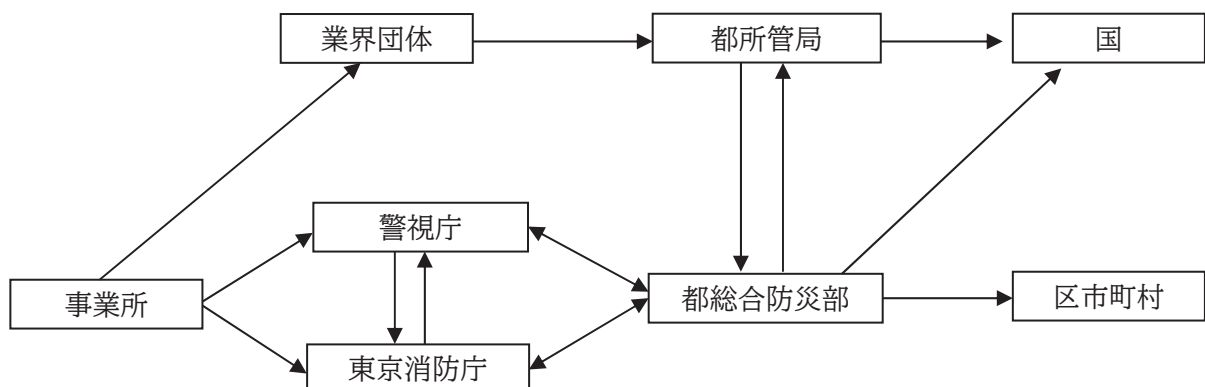 業界団体
都所管局
国
警視庁
事業所
都総合防災部
区市町村
東京消防庁